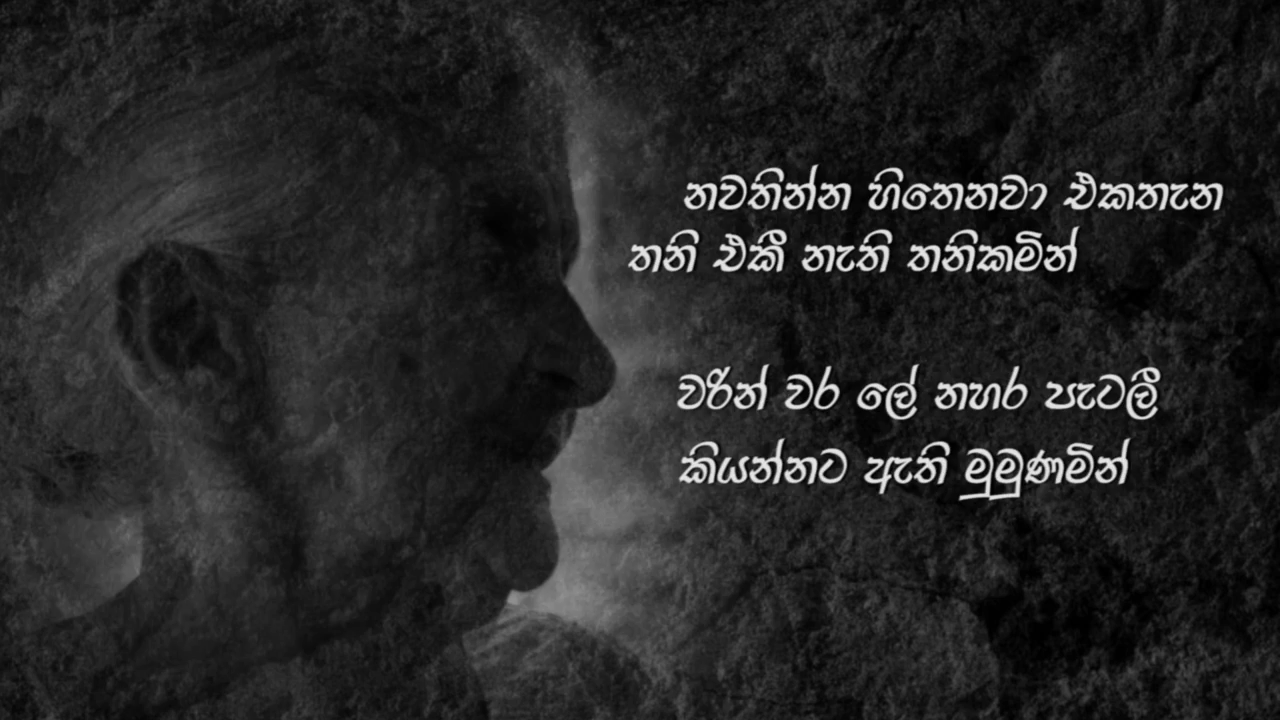 නවතින්න හිතෙනවා එකතැන
තනි එකී නැති තනිකමින්
වරින් වර ලේ නහර පැටලී
කියන්නට ඇති මුමුණමින්